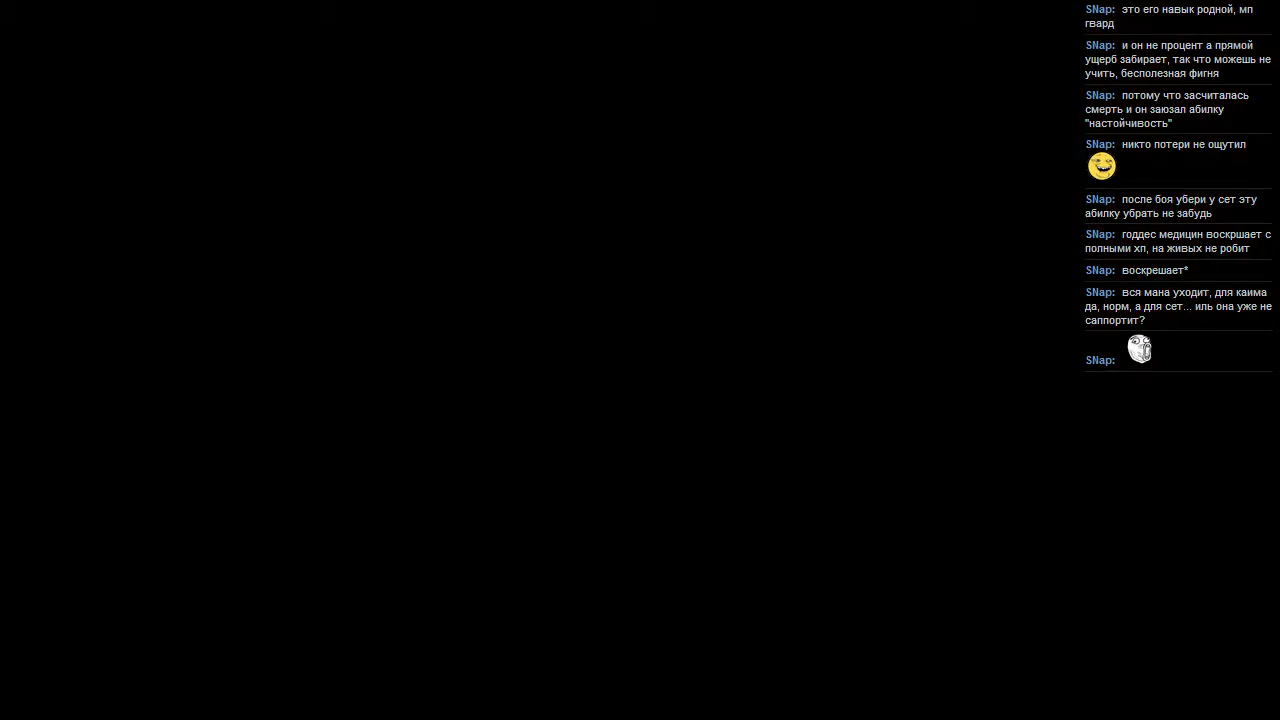 SNap: это его навык родной, мп
гвард
SNap: и он не процент а прямой
ущерб забирает, так что можешь не
учить, бесполезная фигня
SNap: потому что засчиталась
смерть и он заюзал абилку
"настойчивость"
SNap: никто потери не ощутил
SNap: после боя убери у сет эту
абилку убрать не забудь
SNap: годдес медицин воскршает с
полными хп, на живых не робит
SNap: воскрешает*
SNap: вся мана уходит, для каима
да, норм, а для сет... иль она уже не
саппортит?
SNap: